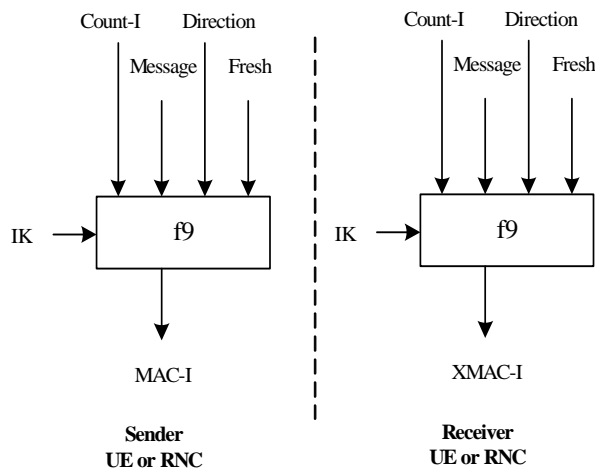 Count-I Direction
Message Fresh
IK
f9
MAC-I
Sender
UE or RNC
Count-I Direction
Message Fresh
IK
f9
XMAC-I
Receiver
UE or RNC